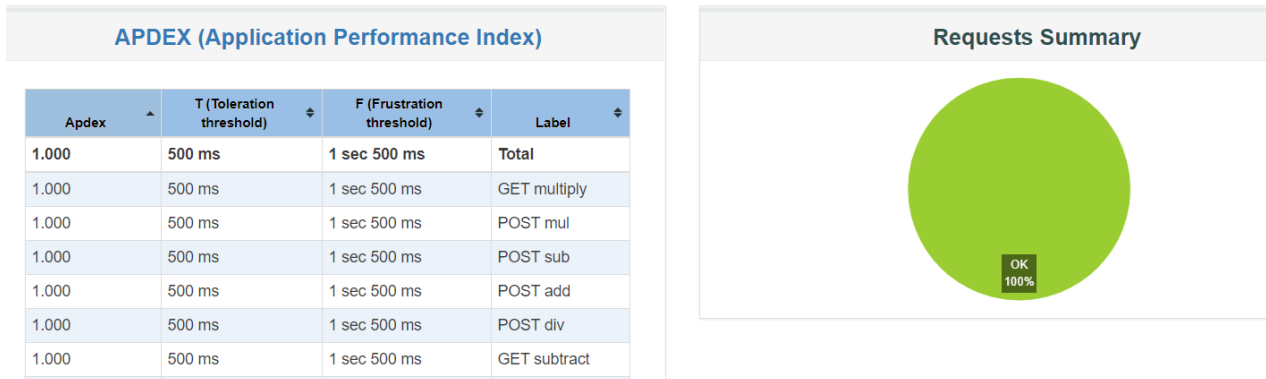 APDEX (Application Performance Index)
Apdex T (Toleration threshold) F (Frustration threshold) Label
1.000 500 ms 1 sec 500 ms Total
1.000 500 ms 1 sec 500 ms GET multiply
1.000 500 ms 1 sec 500 ms POST mul
1.000 500 ms 1 sec 500 ms POST sub
1.000 500 ms 1 sec 500 ms POST add
1.000 500 ms 1 sec 500 ms POST div
1.000 500 ms 1 sec 500 ms GET subtract
Requests Summary
OK
100%